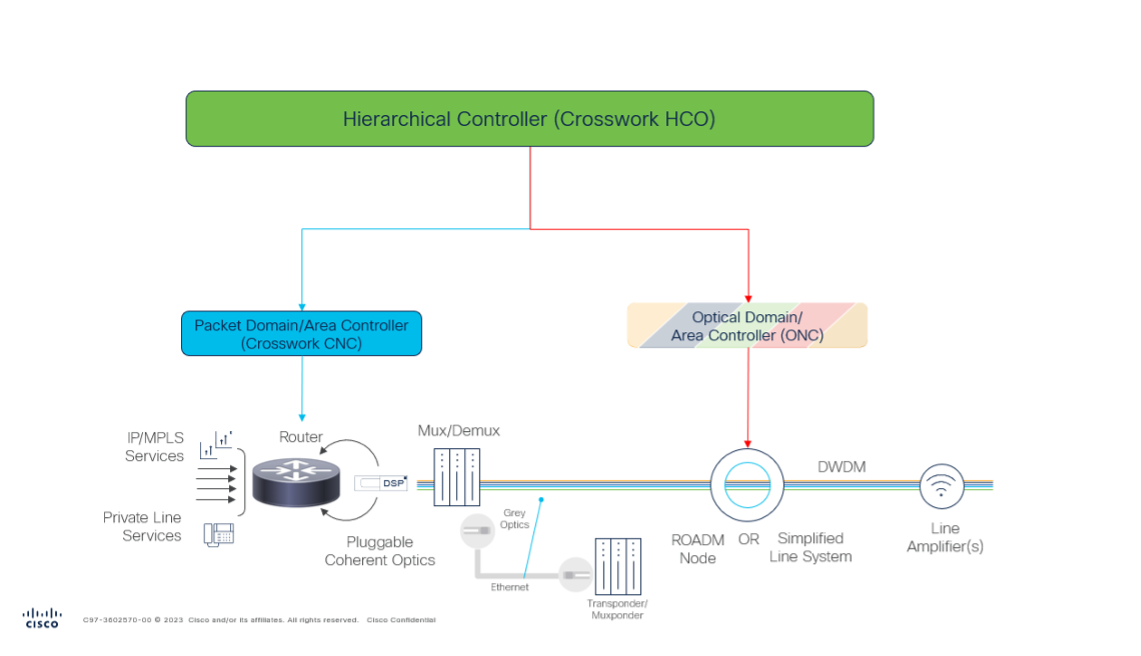 Hierarchical Controller (Crosswork HCO)
Packet Domain/Area Controller
(Crosswork CNC)
Optical Domain/
Area Controller (ONC)
IP/MPLS
Services
Router
Mux/Demux
DSP
DWDM
Private Line
Services
Pluggable
Coherent Optics
Grey
Optics
Ethernet
Transponder/
Muxponder
ROADM
Node
OR
Simplified
Line System
Line
Amplifier(s)
CISCO
C97-3602570-00 © 2023 Cisco and/or its affiliates. All rights reserved. Cisco Confidential